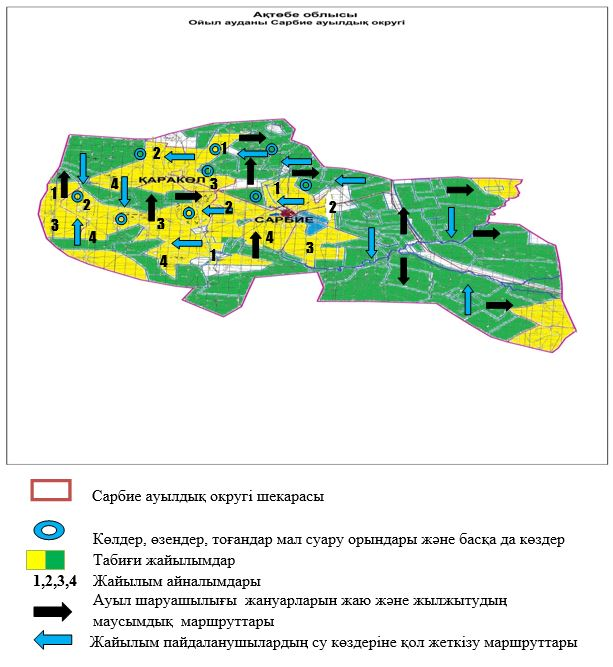 Ақтөбе облысы
Ойыл ауданы Сарбие ауылдық округі
2
1
ҚАРАКӨЛ
4
3
1
1
2
2
2
САРБИЕ
3
3
4
4
3
4
1
Сарбие ауылдық округі шекарасы
Көлдер, өзендер, тоғандар мал суару орындары және басқа да көздер
Табиғи жайылымдар
1,2,3,4 Жайылым айналымдары
Ауыл шаруашылығы жануарларын жаю және жылжытудың
маусымдық маршруттары
Жайылым пайдаланушылардың су көздеріне қол жеткізу маршруттары